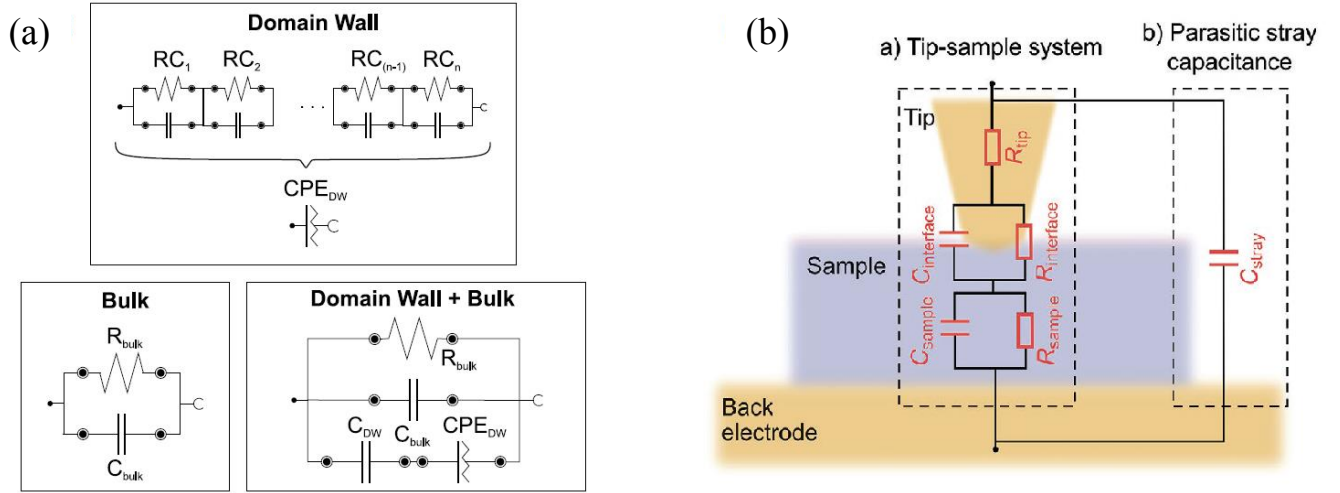 (a)
Domain Wall
RC1 RC2 RC(n-1) RCn
. . .
CPEDW
Bulk
Rbulk
Cbulk
Domain Wall + Bulk
Rbulk
Cbulk
CDW
CPEDW
(b)
a) Tip-sample system
b) Parasitic stray
capacitance
Tip
Rtip
Cinterface
Rinterface
Sample
Csample
Rsample
Cstray
Back
electrode